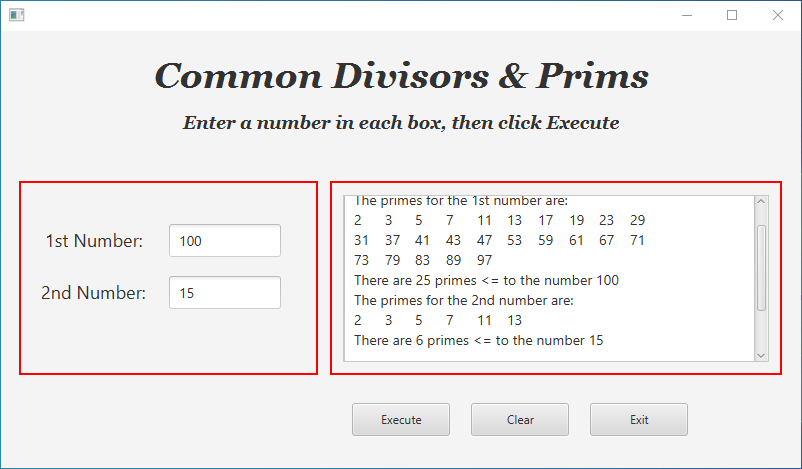 Common Divisors & Prims
Enter a number in each box, then click Execute
1st Number: 100
2nd Number: 15
The primes for the 1st number are:
2 3 5 7 11 13 17 19 23 29
31 37 41 43 47 53 59 61 67 71
73 79 83 89 97
There are 25 primes <= to the number 100
The primes for the 2nd number are:
2 3 5 7 11 13
There are 6 primes <= to the number 15
Execute Clear Exit